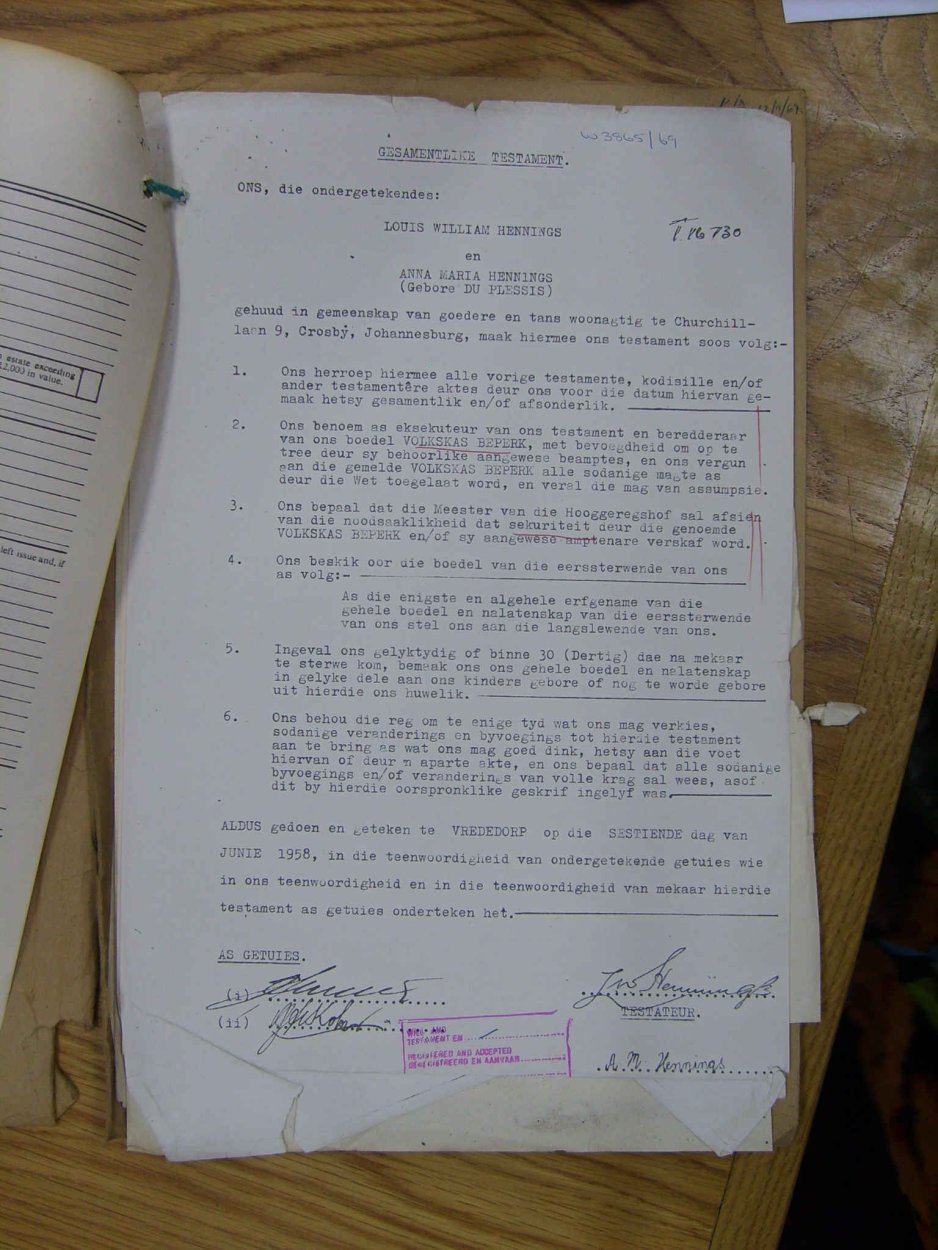 w3865/69
GESAMENTLIKE TESTAMENT.
ONS, die ondergetekendes:
LOUIS WILLIAM HENNINGS
T.16730
en
ANNA MARIA HENNINGS
(Gebore DU PLESSIS)
gehuud in gemeenskap van goedere en tans woonagtig te Churchill-
laan 9, Crosby, Johannesburg, maak hiermee ons testament soos volg:-
1. Ons herroep hiermee alle vorige testamente, kodisille en/of
ander testamentêre aktes deur ons voor die datum hiervan ge-
maak hetsy gesamentlik en/of afsonderlik.
2. Ons benoem as eksekuteur van ons testament en beredderaar
van ons boedel VOLKSKAS BEPERK, met bevoegdheid om op te
tree deur sy behoorlike aangewese beamptes, en ons vergun
aan die gemelde VOLKSKAS BEPERK alle sodanige magte as
deur die Wet toegelaat word, en veral die mag van assumpsie.
3. Ons bepaal dat die Meester van die Hooggeregshof sal afsien
van die noodsaaklikheid dat sekuriteit deur die genoemde
VOLKSKAS BEPERK en/of sy aangewese amptenare verskaf word.
4. Ons beskik oor die boedel van die eerssterwende van ons
as volg:-
As die enigste en algehele erfgename van die
gehele boedel en nalatenskap van die eerssterwende
van ons stel ons aan die langslewende van ons.
5. Ingeval ons gelyktydig of binne 30 (Dertig) dae na mekaar
te sterwe kom, bemaak ons ons gehele boedel en nalatenskap
in gelyke dele aan ons kinders gebore of nog te worde gebore
uit hierdie ons huwelik.
6. Ons behou die reg om te enige tyd wat ons mag verkies,
sodanige veranderings en byvoegings tot hierdie testament
aan te bring as wat ons mag goed dink, hetsy aan die voet
hiervan of deur 'n aparte akte, en ons bepaal dat alle sodanige
byvoegings en/of veranderings van volle krag sal wees, asof
dit by hierdie oorspronklike geskrif ingelyf was.
ALDUS gedoen en geteken te VREDEDORP op die SESTIENDE dag van
JUNIE 1958, in die teenwoordigheid van ondergetekende getuies wie
in ons teenwoordigheid en in die teenwoordigheid van mekaar hierdie
testament as getuies onderteken het.
AS GETUIES.
(i)
(ii)
Hennings
TESTATEUR.
A. M. Hennings
WILL AND
TESTAMENT EN
REGISTERED AND ACCEPTED
GEREGISTREERD EN AANVAAR
estate exceeding
£2,000 in value.
left issue and, if